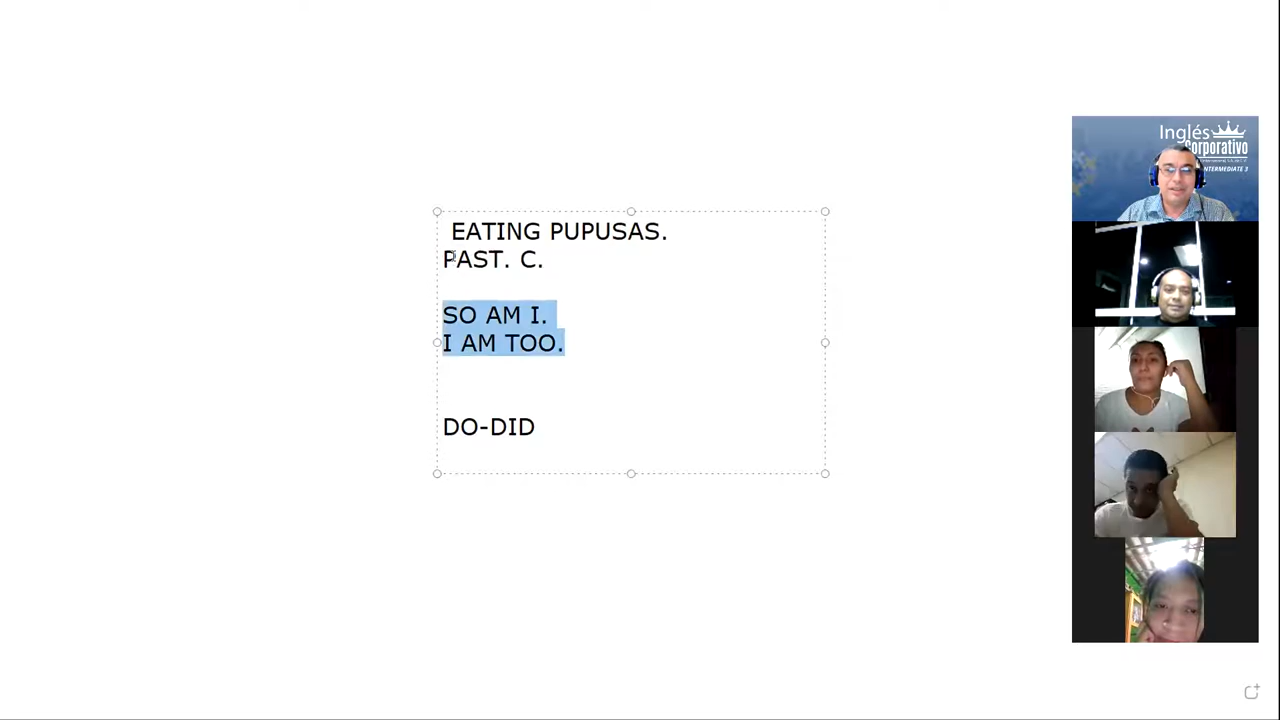 EATING PUPUSAS.
PAST. C.
SO AM I.
I AM TOO.
DO-DID
Inglés
Corporativo
INTERMEDIATE 3